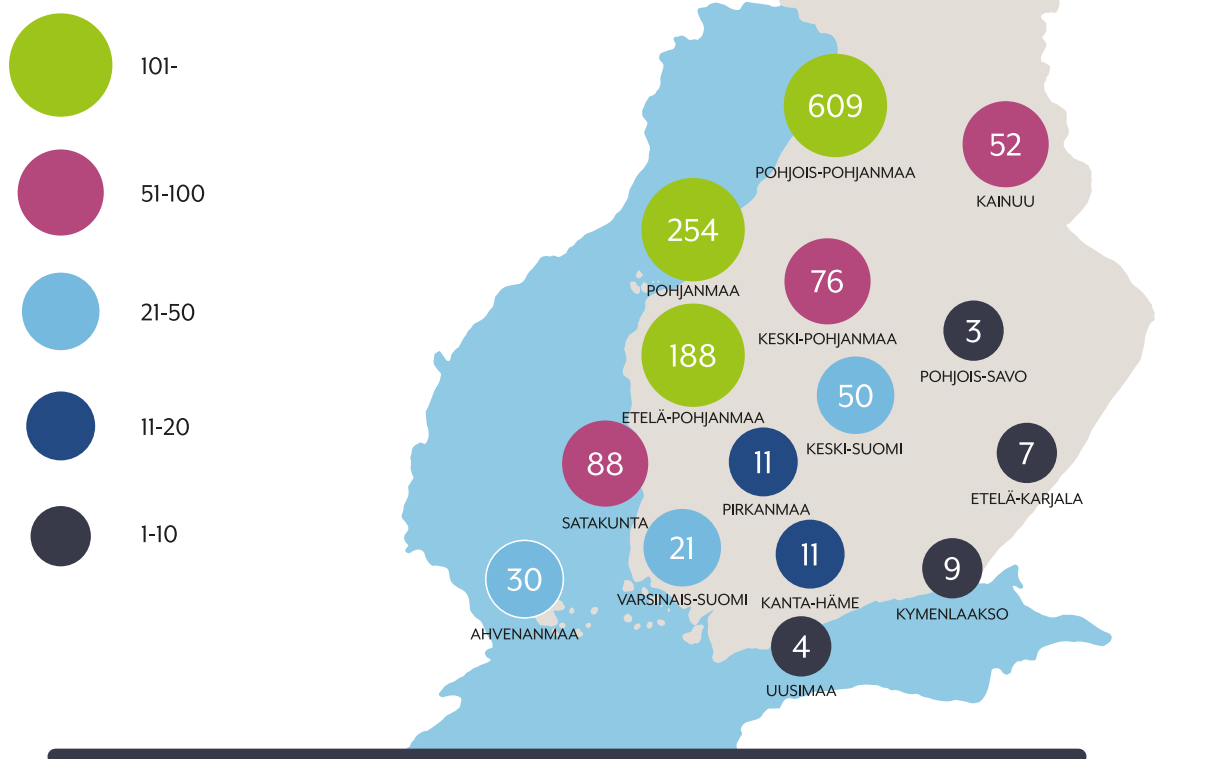 101-
51-100
21-50
11-20
1-10
609
POHJOIS-POHJANMAA
52
KAINUU
254
POHJANMAA
76
KESKI-POHJANMAA
3
POHJOIS-SAVO
188
ETELÄ-POHJANMAA
50
KESKI-SUOMI
88
SATAKUNTA
11
PIRKANMAA
7
ETELÄ-KARJALA
30
AHVENANMAA
21
VARSINAIS-SUOMI
11
KANTA-HÄME
9
KYMENLAAKSO
4
UUSIMAA